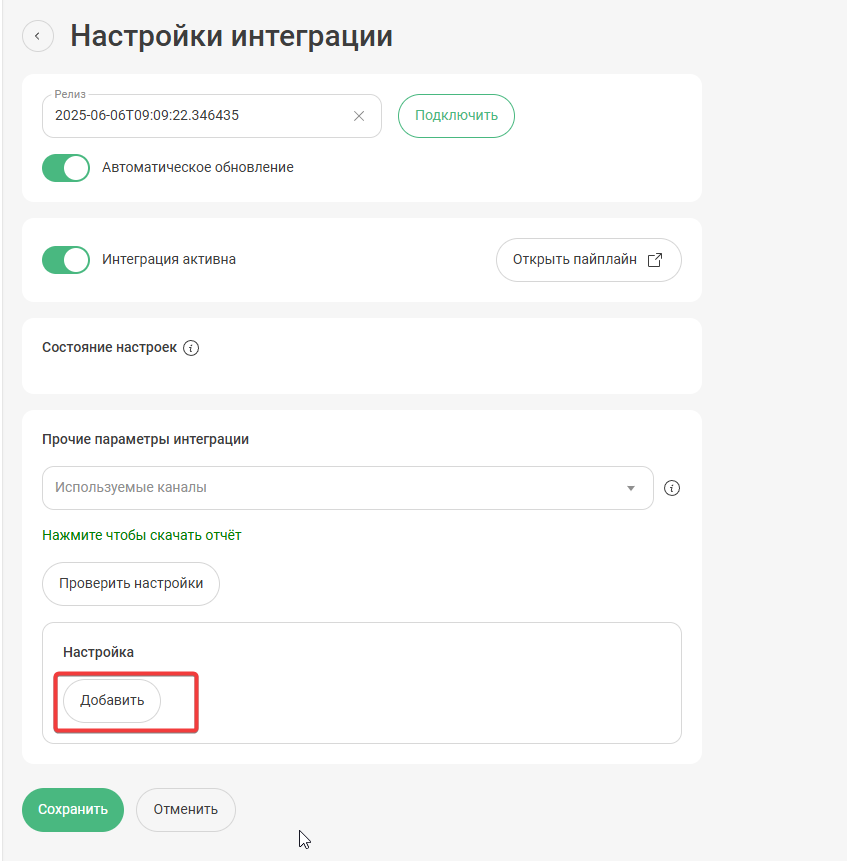 Настройки интеграции
Релиз
2025-06-06T09:09:22.346435
Подключить
Автоматическое обновление
Интеграция активна
Открыть пайплайн
Состояние настроек
Прочие параметры интеграции
Используемые каналы
Нажмите чтобы скачать отчёт
Проверить настройки
Настройка
Добавить
Сохранить
Отменить